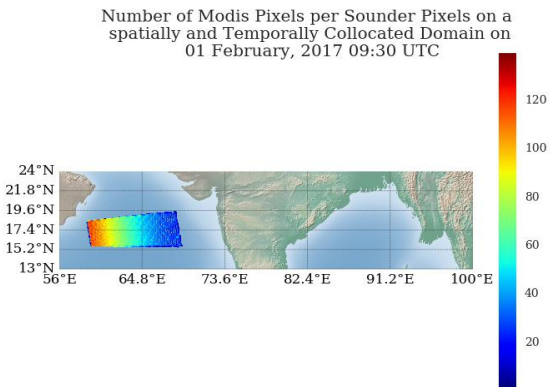 Number of Modis Pixels per Sounder Pixels on a
spatially and Temporally Collocated Domain on
01 February, 2017 09:30 UTC
120
100
80
60
40
20
24°N
21.8°N
19.6°N
17.4°N
15.2°N
13°N
56°E 64.8°E 73.6°E 82.4°E 91.2°E 100°E